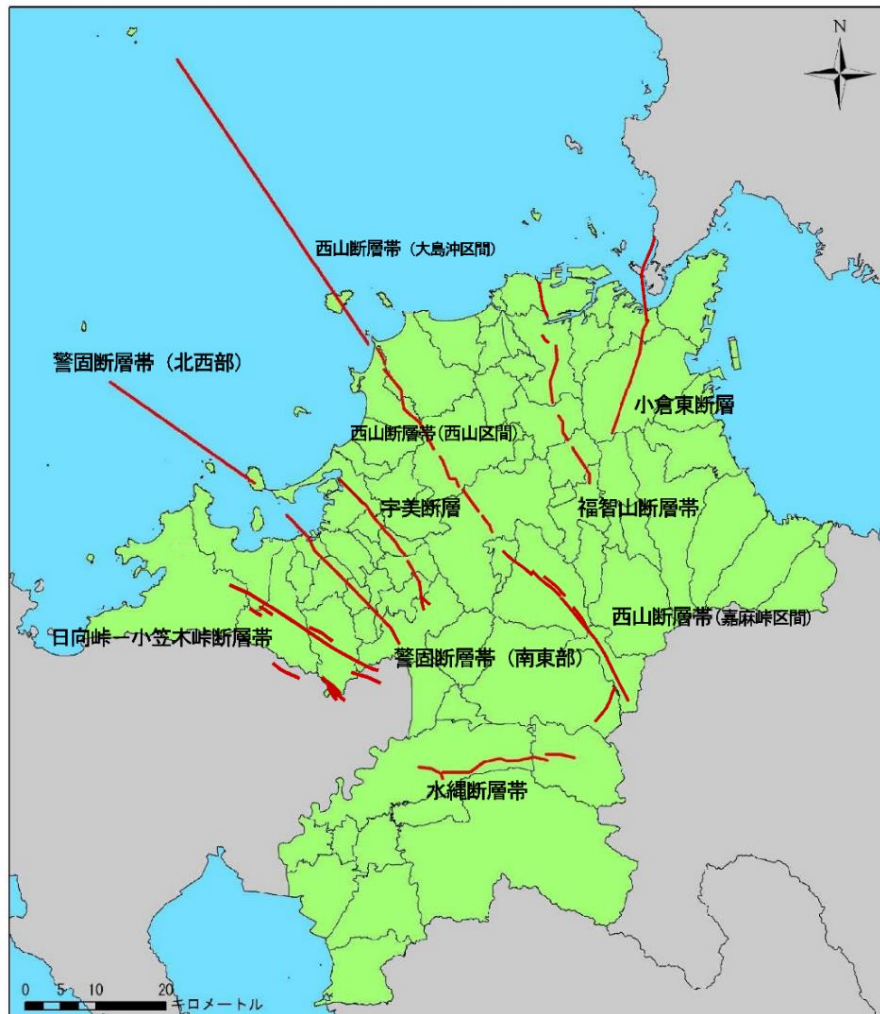 N
西山断層帯（大島沖区間）
警固断層帯（北西部）
小倉東断層
西山断層帯(西山区間)
宇美断層
福智山断層帯
西山断層帯(嘉麻峠区間)
日向峠ー小笠木峠断層帯
警固断層帯（南東部）
水縄断層帯
0 5 10 20
キロメートル